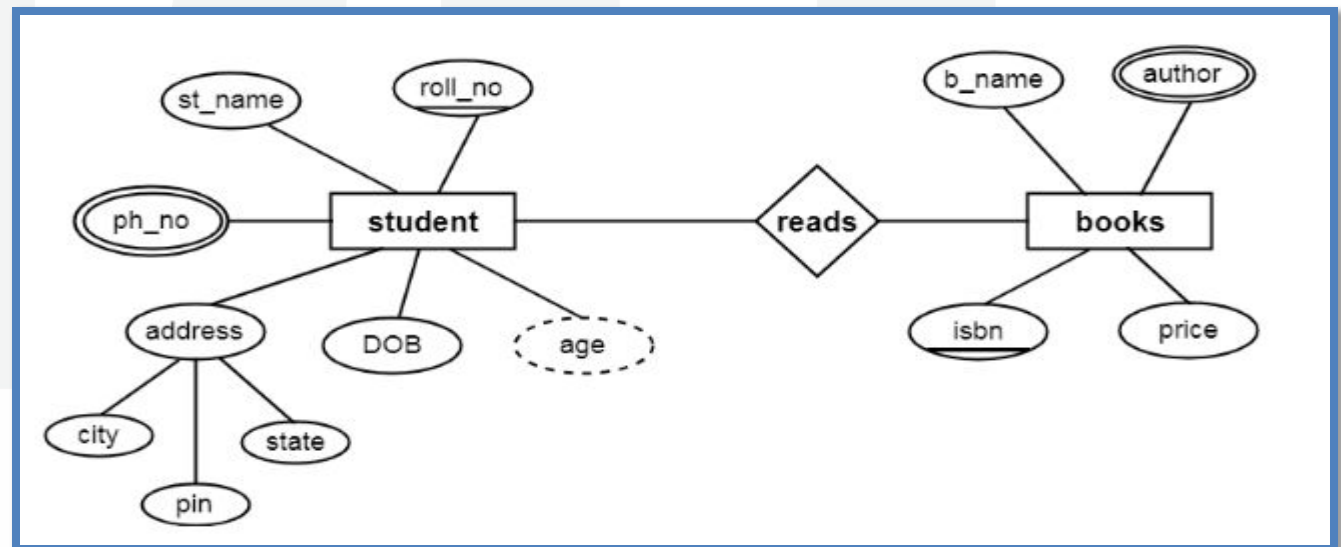 st_name
roll_no
b_name
author
ph_no
student
reads
books
address
DOB
age
isbn
price
city
state
pin